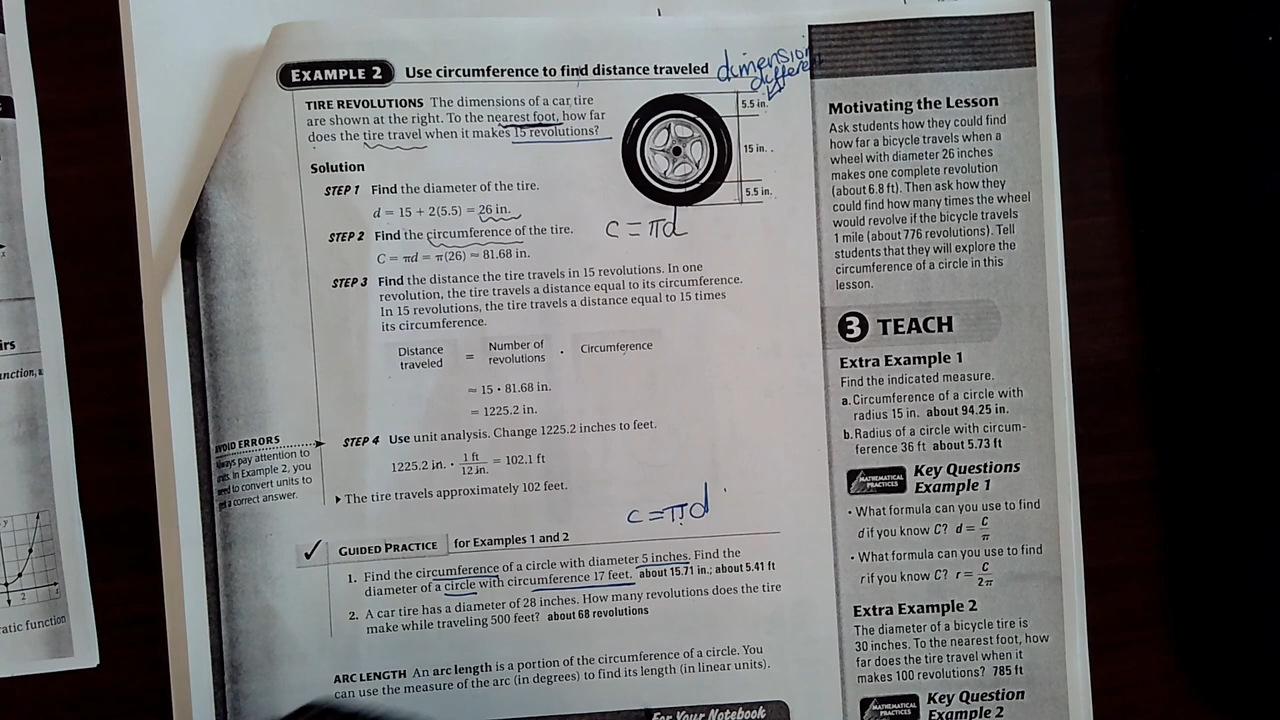 EXAMPLE 2 Use circumference to find distance traveled
dimension
TIRE REVOLUTIONS The dimensions of a car tire
are shown at the right. To the nearest foot, how far
does the tire travel when it makes 15 revolutions?
5.5 in.
15 in.
5.5 in.
Solution
STEP 1 Find the diameter of the tire.
d = 15 + 2(5.5) = 26 in.
STEP 2 Find the circumference of the tire.
C = πd
C = πd = π(26) ≈ 81.68 in.
STEP 3 Find the distance the tire travels in 15 revolutions. In one
revolution, the tire travels a distance equal to its circumference.
In 15 revolutions, the tire travels a distance equal to 15 times
its circumference.
Distance
traveled
=
Number of
revolutions
· Circumference
≈ 15 · 81.68 in.
= 1225.2 in.
AVOID ERRORS
Always pay attention to
units. In Example 2, you
need to convert units to
get a correct answer.
STEP 4 Use unit analysis. Change 1225.2 inches to feet.
1225.2 in. · 1 ft / 12 in. = 102.1 ft
▶ The tire travels approximately 102 feet.
C = πd
✓ GUIDED PRACTICE for Examples 1 and 2
1. Find the circumference of a circle with diameter 5 inches. Find the
diameter of a circle with circumference 17 feet. about 15.71 in.; about 5.41 ft
2. A car tire has a diameter of 28 inches. How many revolutions does the tire
make while traveling 500 feet? about 68 revolutions
ARC LENGTH An arc length is a portion of the circumference of a circle. You
can use the measure of the arc (in degrees) to find its length (in linear units).
For Your Notebook
Motivating the Lesson
Ask students how they could find
how far a bicycle travels when a
wheel with diameter 26 inches
makes one complete revolution
(about 6.8 ft). Then ask how they
could find how many times the wheel
would revolve if the bicycle travels
1 mile (about 776 revolutions). Tell
students that they will explore the
circumference of a circle in this
lesson.
3 TEACH
Extra Example 1
Find the indicated measure.
a. Circumference of a circle with
radius 15 in. about 94.25 in.
b. Radius of a circle with circum-
ference 36 ft about 5.73 ft
MATHEMATICAL
PRACTICES
Key Questions
Example 1
• What formula can you use to find
d if you know C? d = C/π
• What formula can you use to find
r if you know C? r = C/2π
Extra Example 2
The diameter of a bicycle tire is
30 inches. To the nearest foot, how
far does the tire travel when it
makes 100 revolutions? 785 ft
MATHEMATICAL
PRACTICES
Key Question
Example 2
irs
y
2
x
ratic function